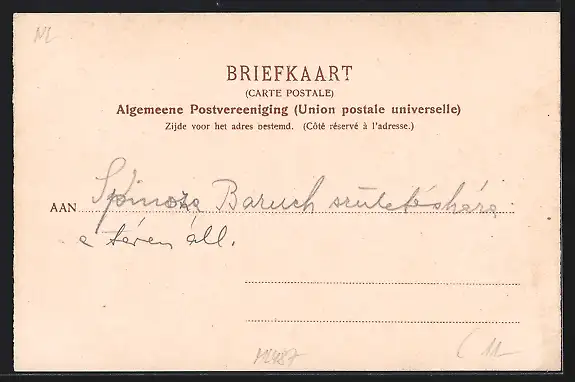 NL
BRIEFKAART
(CARTE POSTALE)
Algemeene Postvereeniging (Union postale universelle)
Zijde voor het adres bestemd. (Côté réservé à l'adresse.)
AAN Spinoza Baruch születésháza
e téren áll.